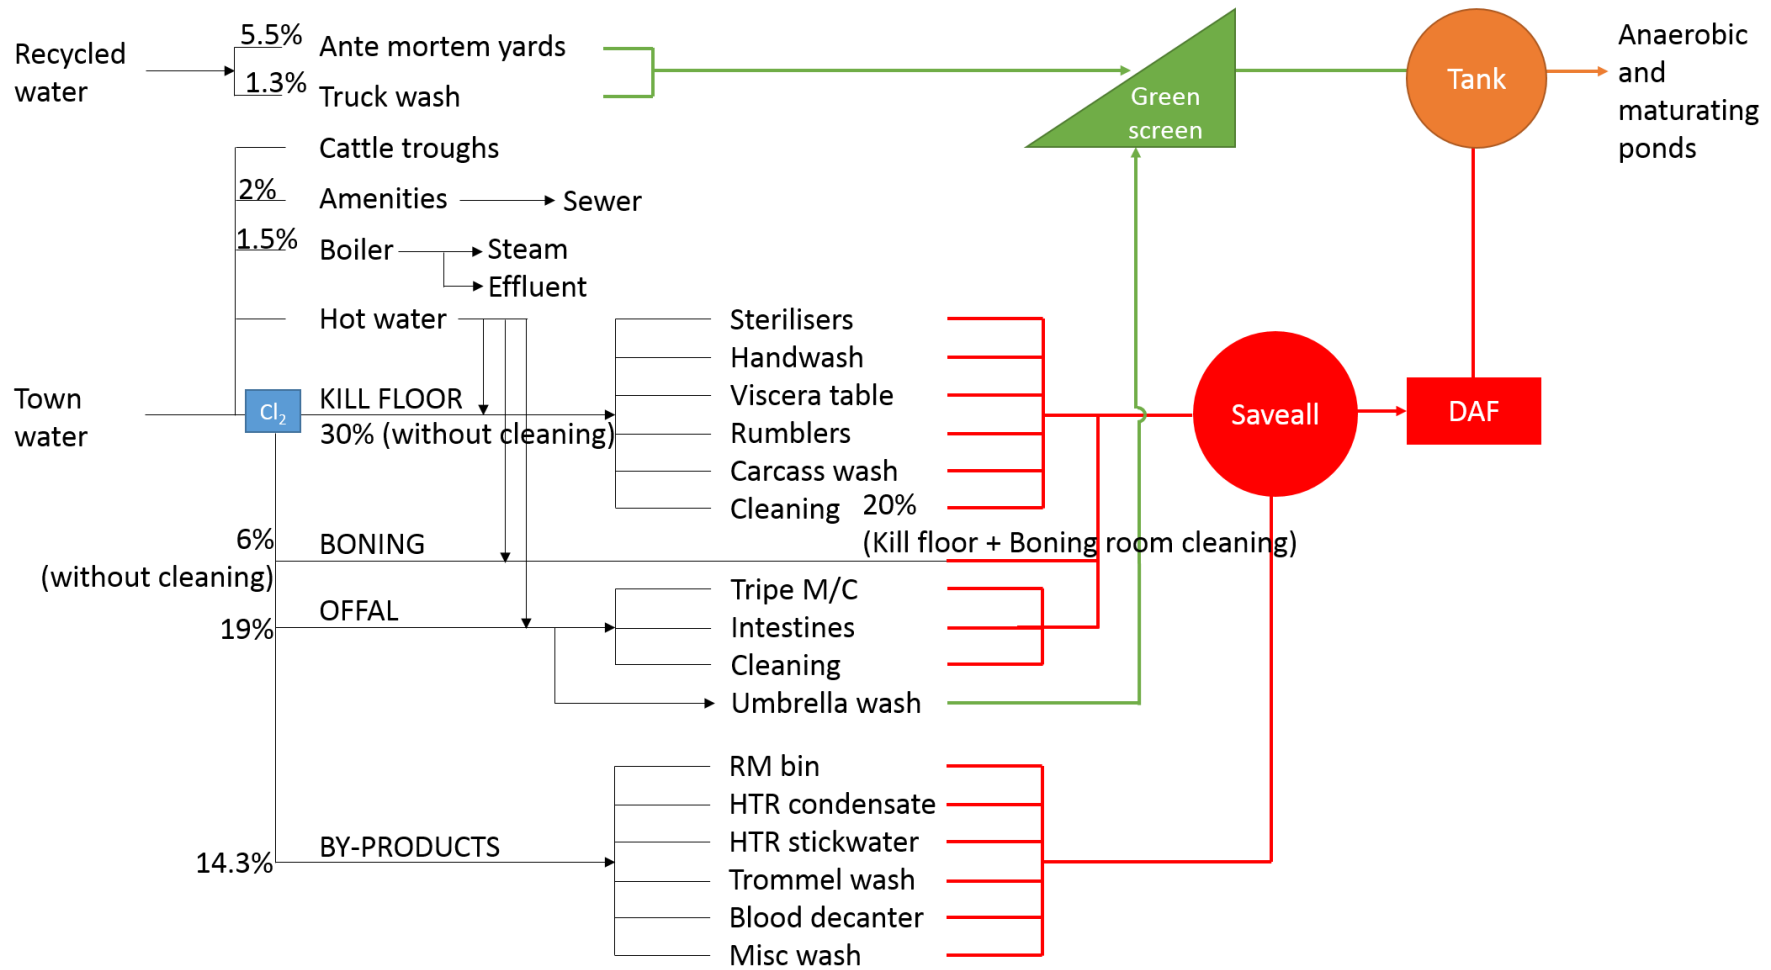 Recycled
water
5.5%
Ante mortem yards
1.3%
Truck wash
Green
screen
Tank
Anaerobic
and
maturating
ponds
Cattle troughs
2%
Amenities
Sewer
1.5%
Boiler
Steam
Effluent
Hot water
Town
water
Cl2
KILL FLOOR
30% (without cleaning)
Sterilisers
Handwash
Viscera table
Rumblers
Carcass wash
Cleaning
20%
(Kill floor + Boning room cleaning)
Saveall
DAF
6%
(without cleaning)
BONING
19%
OFFAL
Tripe M/C
Intestines
Cleaning
Umbrella wash
14.3%
BY-PRODUCTS
RM bin
HTR condensate
HTR stickwater
Trommel wash
Blood decanter
Misc wash